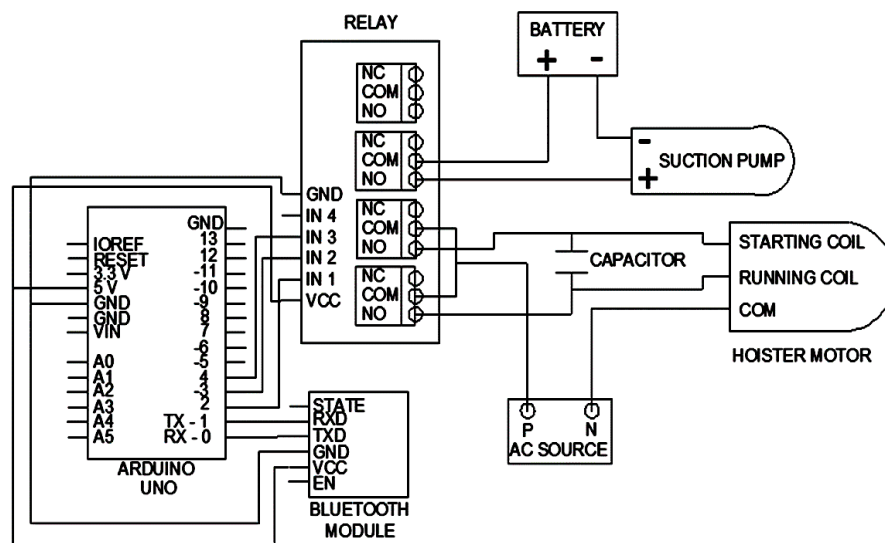 RELAY
NC
COM
NO
NC
COM
NO
NC
COM
NO
NC
COM
NO
GND
IN 4
IN 3
IN 2
IN 1
VCC
BATTERY
+ -
-
SUCTION PUMP
+
STARTING COIL
RUNNING COIL
COM
HOISTER MOTOR
CAPACITOR
P N
AC SOURCE
IOREF
RESET
3.3 V
5 V
GND
GND
VIN
A0
A1
A2
A3
A4
A5
GND
13
12
-11
-10
-9
8
7
-6
-5
4
-3
2
TX - 1
RX - 0
ARDUINO
UNO
STATE
RXD
TXD
GND
VCC
EN
BLUETOOTH
MODULE